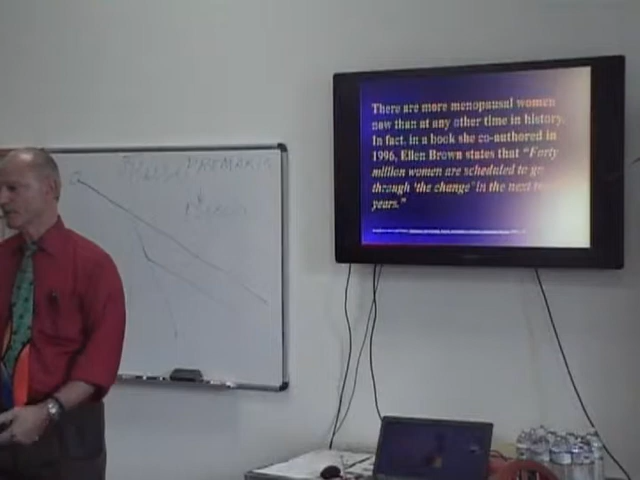 There are more menopausal women
now than at any other time in history.
In fact, in a book she co-authored in
1996, Ellen Brown states that "Forty
million women are scheduled to go
through 'the change' in the next
years."
PREMARIN